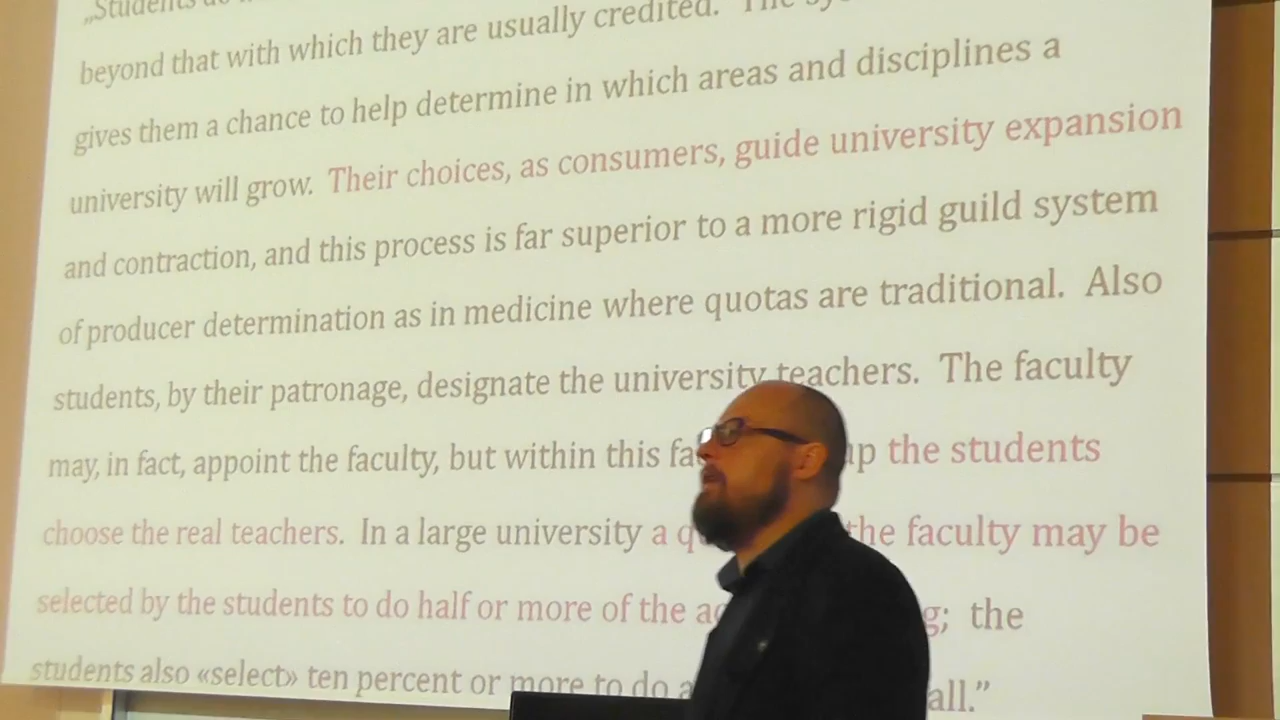 „Students
beyond that with which they are usually credited. The
gives them a chance to help determine in which areas and disciplines a
university will grow. Their choices, as consumers, guide university expansion
and contraction, and this process is far superior to a more rigid guild system
of producer determination as in medicine where quotas are traditional. Also
students, by their patronage, designate the university teachers. The faculty
may, in fact, appoint the faculty, but within this the students
choose the real teachers. In a large university a the faculty may be
selected by the students to do half or more of the the
students also «select» ten percent or more to do all.”